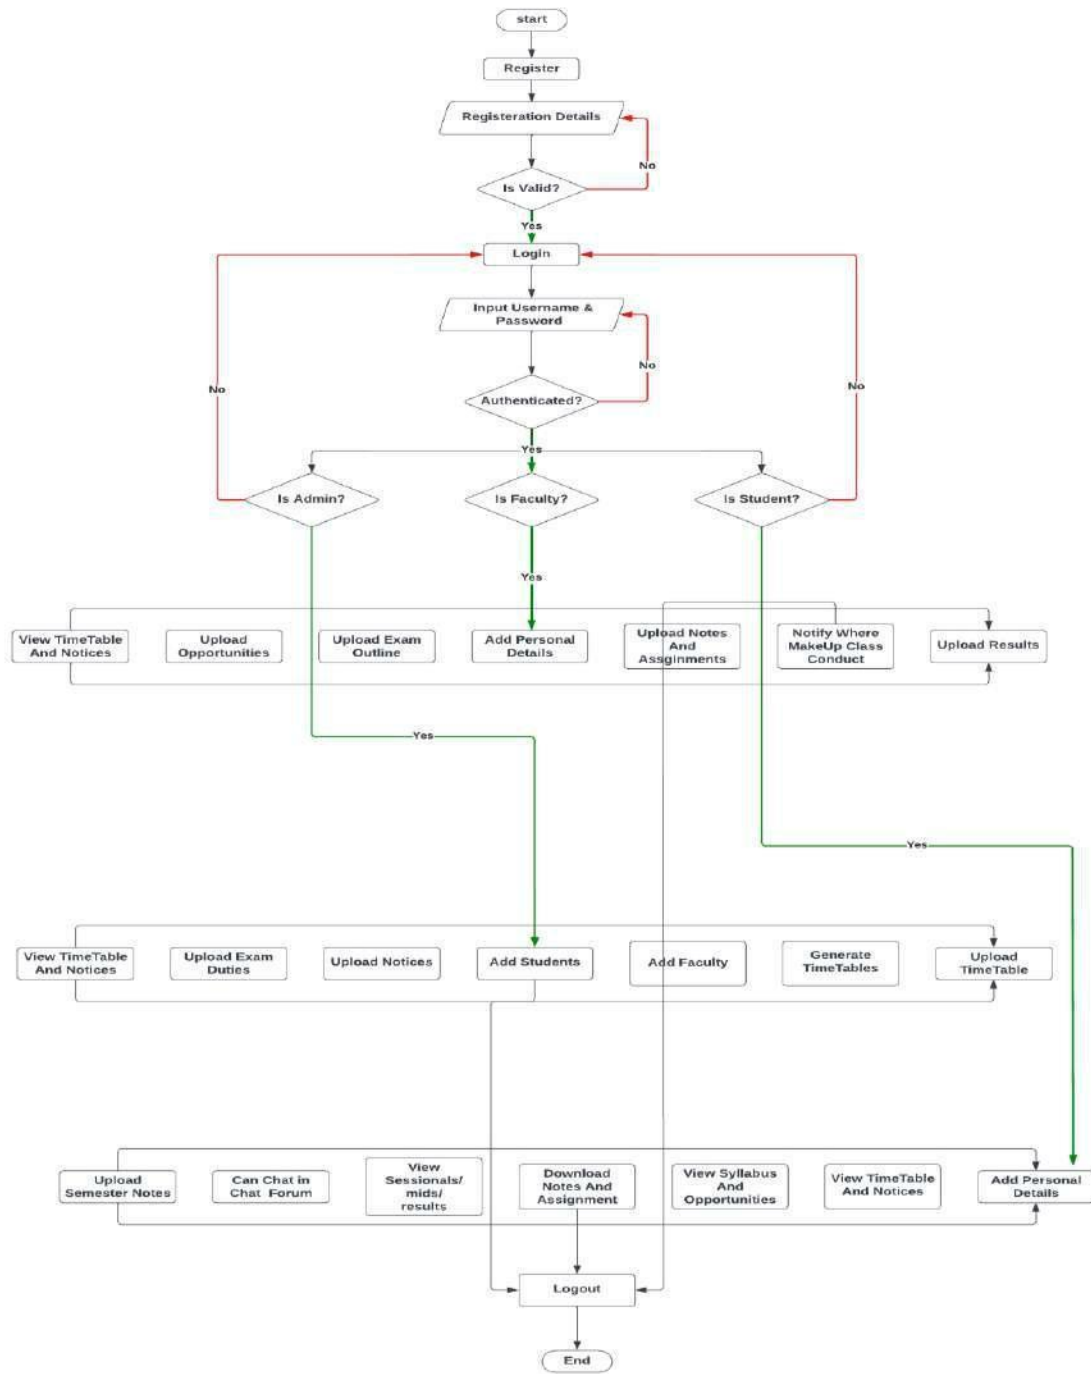 start
Register
Registeration Details
No
Is Valid?
Yes
Login
Input Username &
Password
No
No
No
Authenticated?
Yes
Is Admin?
Is Faculty?
Is Student?
Yes
View TimeTable
And Notices
Upload
Opportunities
Upload Exam
Outline
Add Personal
Details
Upload Notes
And
Assginments
Notify Where
MakeUp Class
Conduct
Upload Results
Yes
Yes
View TimeTable
And Notices
Upload Exam
Duties
Upload Notices
Add Students
Add Faculty
Generate
TimeTables
Upload
TimeTable
Upload
Semester Notes
Can Chat in
Chat Forum
View
Sessionals/
mids/
results
Download
Notes And
Assignment
View Syllabus
And
Opportunities
View TimeTable
And Notices
Add Personal
Details
Logout
End